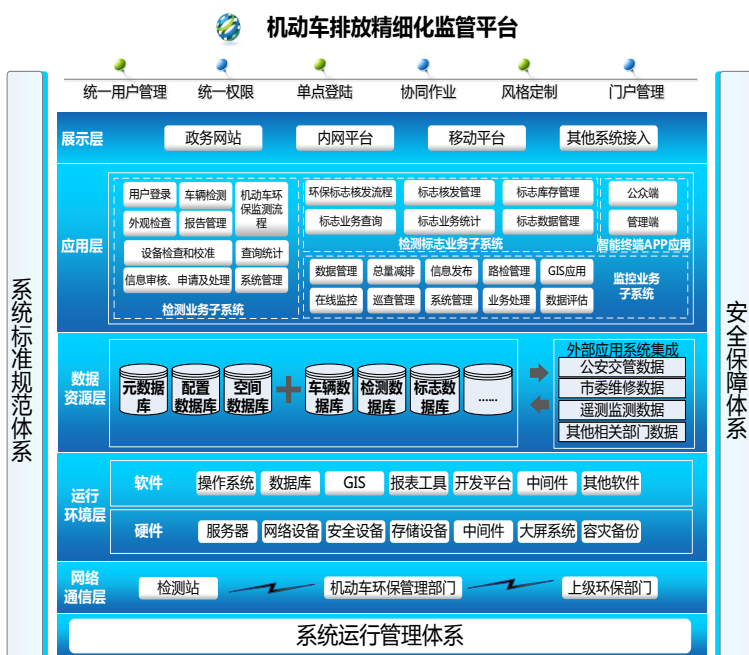 机动车排放精细化监管平台
统一用户管理 统一权限 单点登陆 协同作业 风格定制 门户管理
系统标准规范体系
安全保障体系
展示层 政务网站 内网平台 移动平台 其他系统接入
应用层
用户登录 车辆检测 机动车环
保监测流
程
外观检查 报告管理
设备检查和校准 查询统计
信息审核、申请及处理 系统管理
检测业务子系统
环保标志核发流程 标志核发管理 标志库存管理
标志业务查询 标志业务统计 标志数据管理
检测标志业务子系统
公众端
管理端
智能终端APP应用
数据管理 总量减排 信息发布 路检管理 GIS应用
在线监控 巡查管理 系统管理 业务处理 数据评估
监控业务
子系统
数据
资源层
元数据
库
配置
数据库
空间
数据库
车辆数
据库
检测数
据库
标志数
据库
......
外部应用系统集成
公安交管数据
市委维修数据
遥测监测数据
其他相关部门数据
运行
环境层
软件 操作系统 数据库 GIS 报表工具 开发平台 中间件 其他软件
硬件 服务器 网络设备 安全设备 存储设备 中间件 大屏系统 容灾备份
网络
通信层
检测站 机动车环保管理部门 上级环保部门
系统运行管理体系